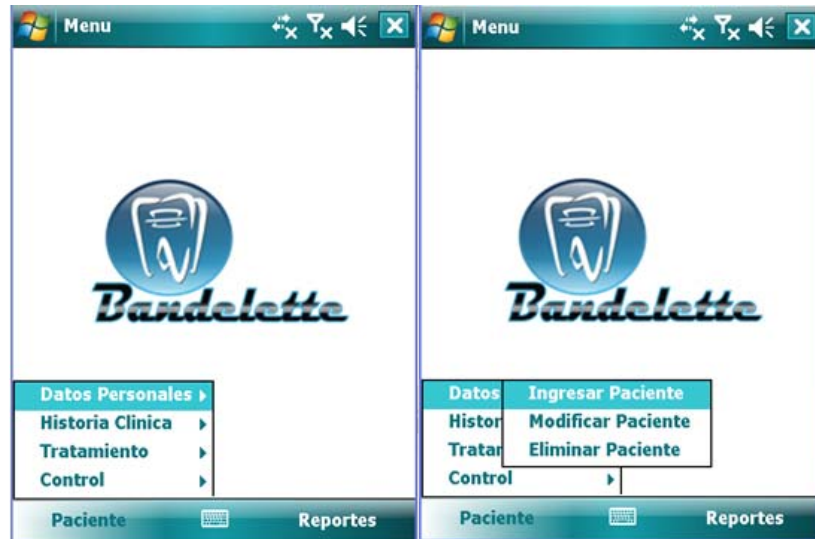 Menu
Bandelette
Datos Personales
Historia Clinica
Tratamiento
Control
Paciente
Reportes
Menu
Bandelette
Datos
Ingresar Paciente
Histor
Modificar Paciente
Tratar
Eliminar Paciente
Control
Paciente
Reportes